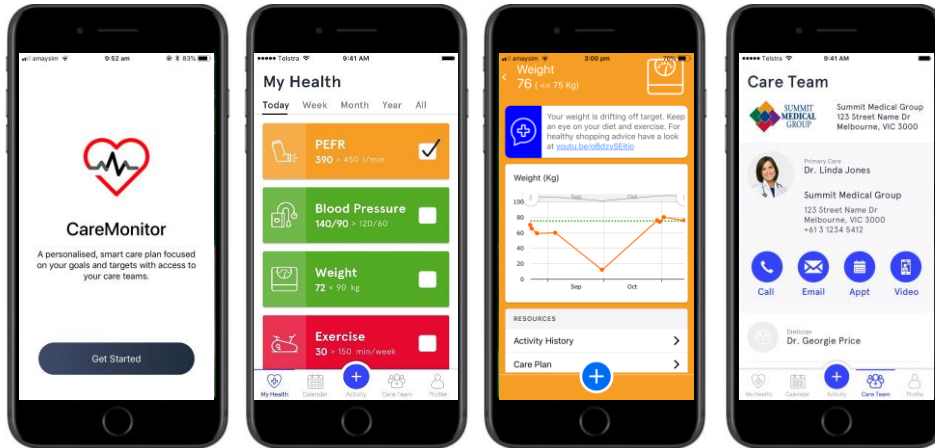 amaysim 9:52 am 83%
CareMonitor
A personalised, smart care plan focused
on your goals and targets with access to
your care teams.
Get Started
Telstra 9:41 AM
My Health
Today Week Month Year All
PEFR
390 > 450 l/min
Blood Pressure
140/90 > 120/60
Weight
72 < 90 kg
Exercise
30 > 150 min/week
My Health Calendar Activity Care Team Profile
amaysim 3:00 pm 70%
Weight
76 ( <= 75 Kg)
Your weight is drifting off target. Keep
an eye on your diet and exercise. For
healthy shopping advice have a look
at youtu.be/oBdzySEitio
Weight (Kg)
Sep Oct
100
80
60
40
20
0
Sep Oct
RESOURCES
Activity History
Care Plan
Telstra 9:41 AM
Care Team
SUMMIT
MEDICAL
GROUP
Summit Medical Group
123 Street Name Dr
Melbourne, VIC 3000
Primary Care
Dr. Linda Jones
Summit Medical Group
123 Street Name Dr
Melbourne, VIC 3000
+61 3 1234 5412
Call Email Appt Video
Dietician
Dr. Georgie Price
My Health Calendar Activity Care Team Profile